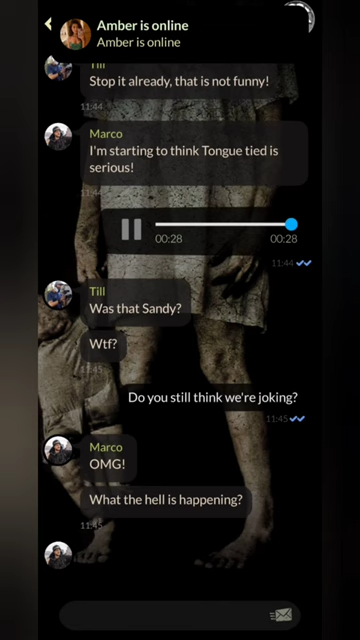 Amber is online
Amber is online
Till
Stop it already, that is not funny!
11:44
Marco
I'm starting to think Tongue tied is
serious!
11:44
00:28
00:28
11:44
Till
Was that Sandy?
Wtf?
11:45
Do you still think we're joking?
11:45
Marco
OMG!
What the hell is happening?
11:45